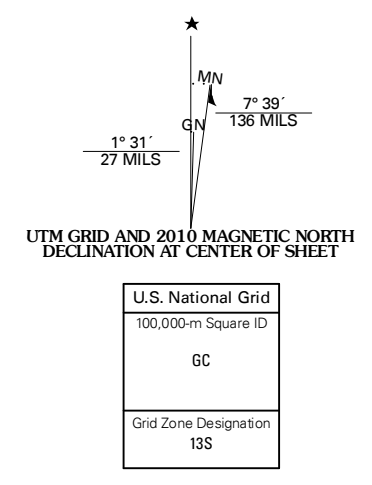 ★
MN
GN
7° 39´
136 MILS
1° 31´
27 MILS
UTM GRID AND 2010 MAGNETIC NORTH
DECLINATION AT CENTER OF SHEET
U.S. National Grid
100,000-m Square ID
GC
Grid Zone Designation
13S